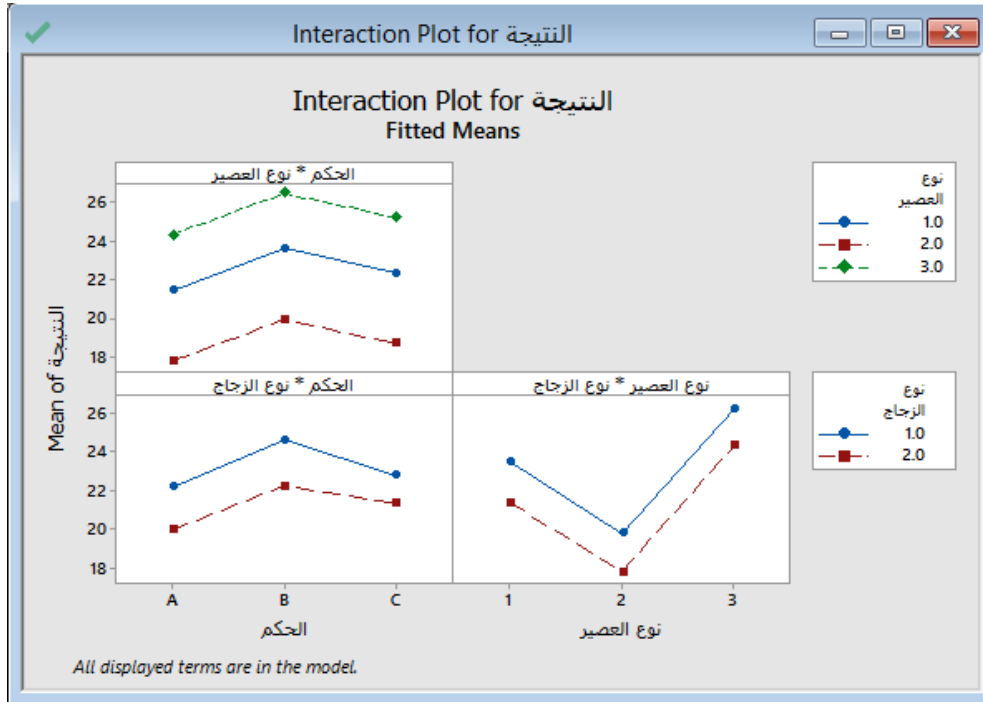 Interaction Plot for النتيجة
Interaction Plot for النتيجة
Fitted Means
الحكم * نوع العصير
26
24
22
20
18
نوع
العصير
1.0
2.0
3.0
Mean of النتيجة
الحكم * نوع الزجاج
نوع العصير * نوع الزجاج
26
24
22
20
18
نوع
الزجاج
1.0
2.0
A B C
1 2 3
الحكم
نوع العصير
All displayed terms are in the model.